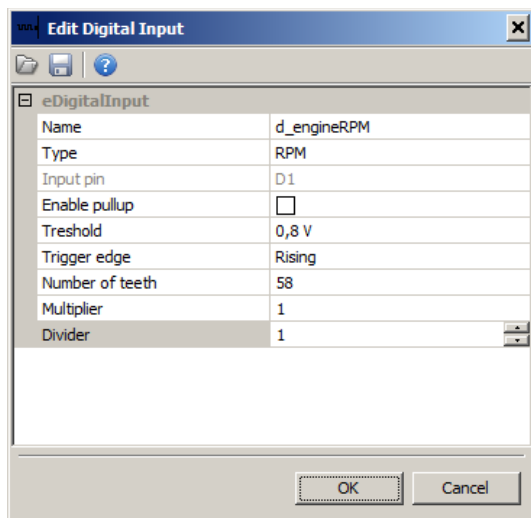 Edit Digital Input
eDigitalInput
Name d_engineRPM
Type RPM
Input pin D1
Enable pullup
Treshold 0,8 V
Trigger edge Rising
Number of teeth 58
Multiplier 1
Divider 1
OK Cancel